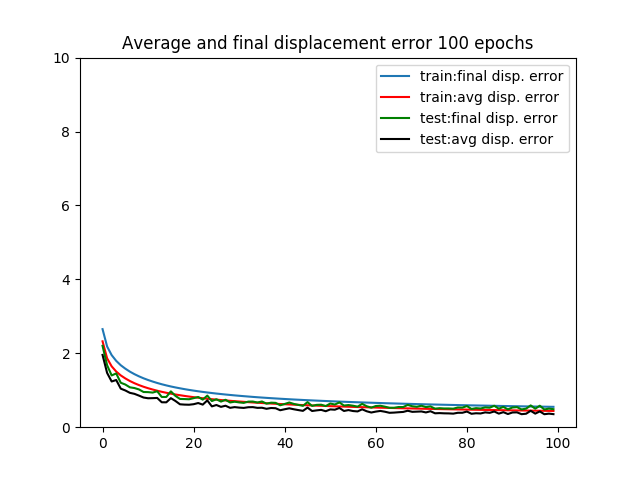 Average and final displacement error 100 epochs
10
8
6
4
2
0
train:final disp. error
train:avg disp. error
test:final disp. error
test:avg disp. error
0 20 40 60 80 100